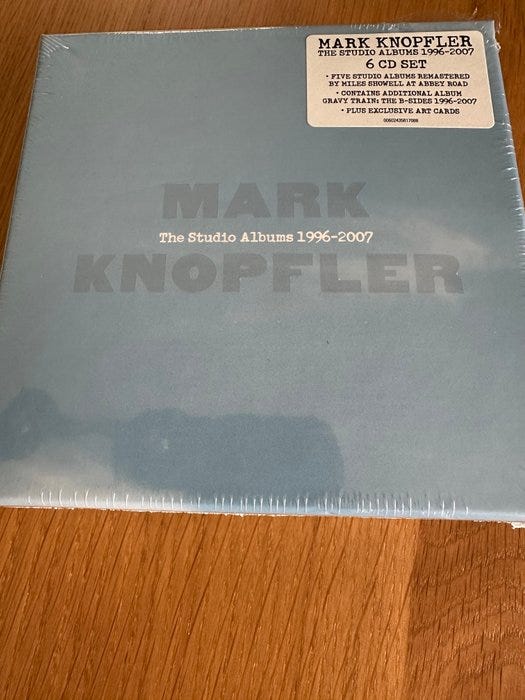 MARK KNOPFLER
THE STUDIO ALBUMS 1996-2007
6 CD SET
• FIVE STUDIO ALBUMS REMASTERED
BY MILES SHOWELL AT ABBEY ROAD
• CONTAINS ADDITIONAL ALBUM
GRAVY TRAIN: THE B-SIDES 1996-2007
• PLUS EXCLUSIVE ART CARDS
00602435617088
MARK
The Studio Albums 1996-2007
KNOPFLER